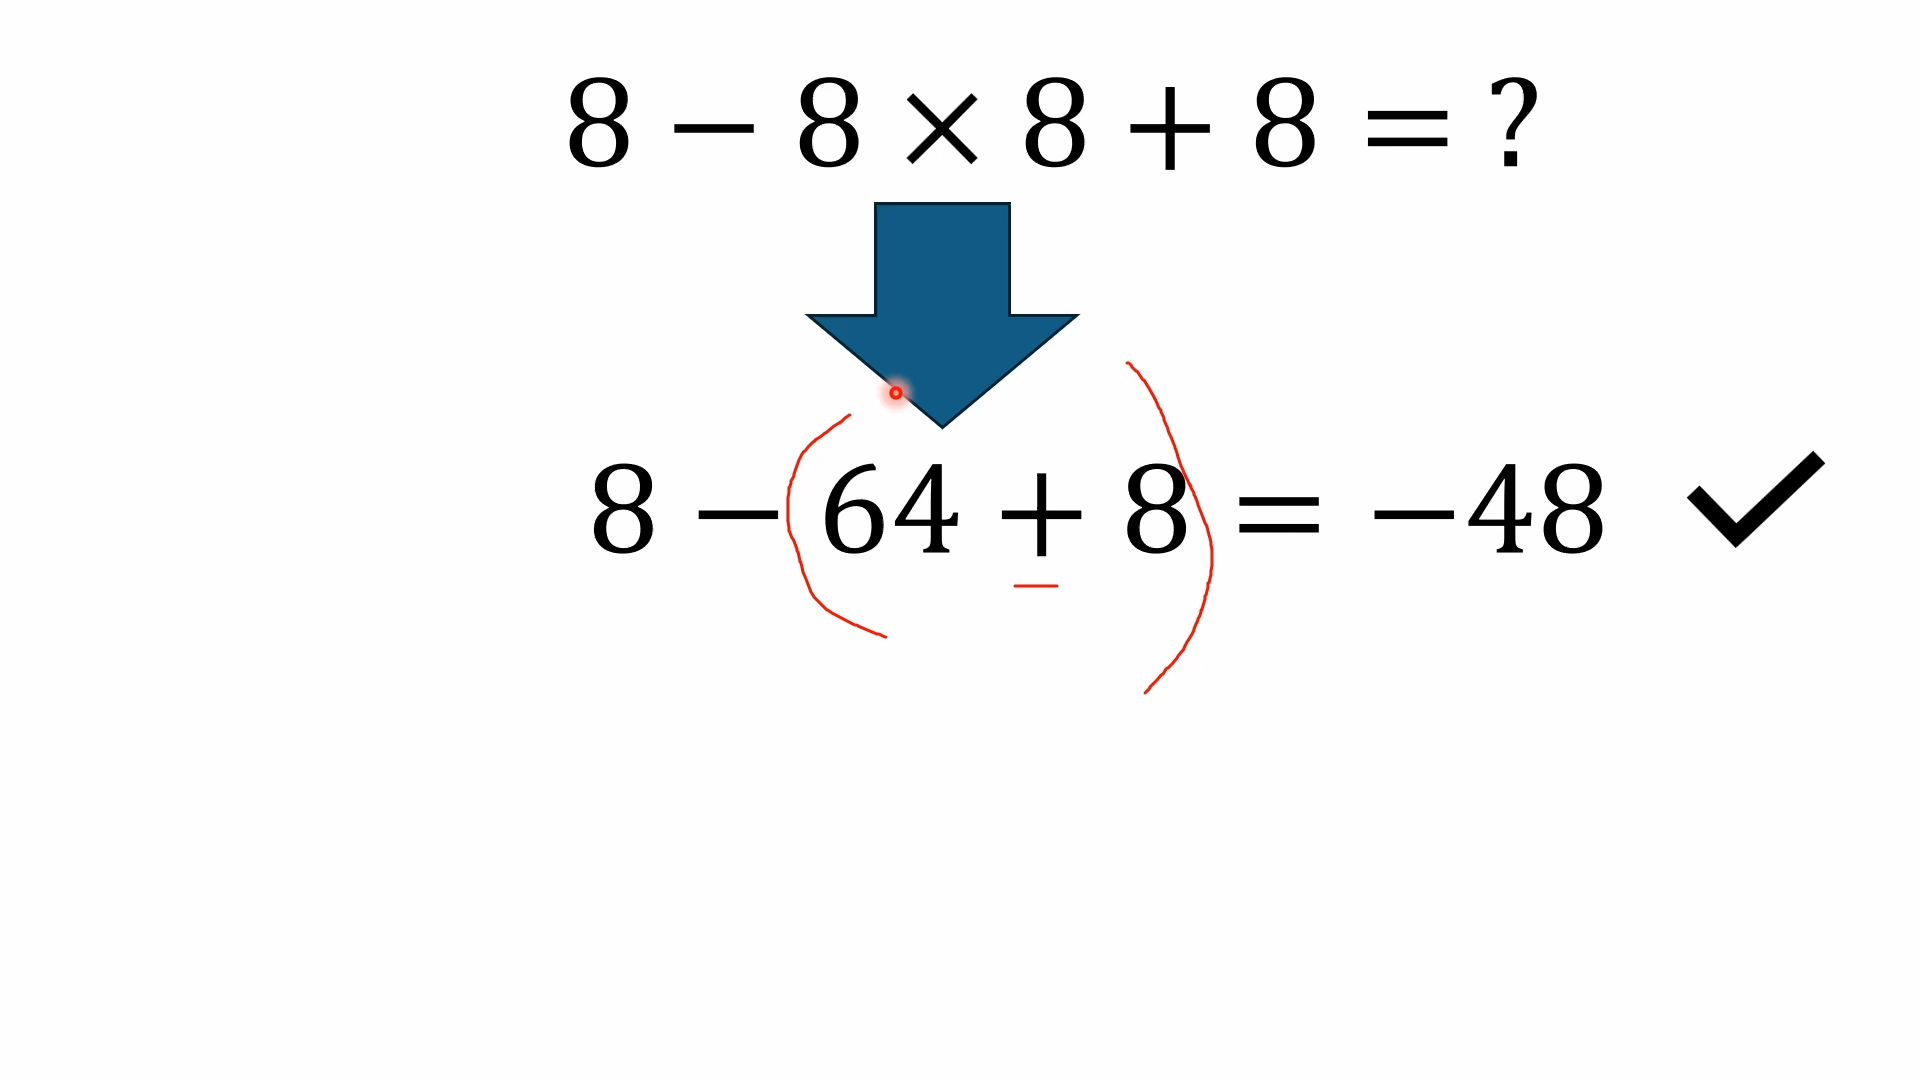 8 − 8 × 8 + 8 = ?
8 − (64 + 8) = −48 ✓